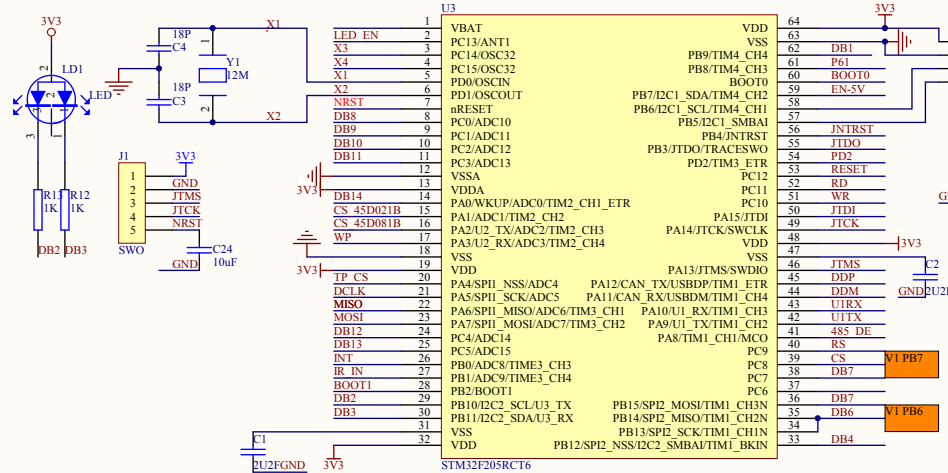 U3
3V3
3V3
18P
C4
X1
1
Y1
12M
2
18P
C3
X2
2
LD1
LED
3
1
R13
1K
R12
1K
DB2
DB3
J1
3V3
1
2 GND
3 JTMS
4 JTCK
5 NRST
SWO
GND
C24
10uF
1 VBAT
LED_EN 2 PC13/ANT1
X3 3 PC14/OSC32
X4 4 PC15/OSC32
X1 5 PD0/OSCIN
X2 6 PD1/OSCOUT
NRST 7 nRESET
DB8 8 PC0/ADC10
DB9 9 PC1/ADC11
DB10 10 PC2/ADC12
DB11 11 PC3/ADC13
12 VSSA
3V3 13 VDDA
DB14 14 PA0/WKUP/ADC0/TIM2_CH1_ETR
CS_45D021B 15 PA1/ADC1/TIM2_CH2
CS_45D081B 16 PA2/U2_TX/ADC2/TIM2_CH3
WP 17 PA3/U2_RX/ADC3/TIM2_CH4
18 VSS
3V3 19 VDD
TP_CS 20 PA4/SPI1_NSS/ADC4
DCLK 21 PA5/SPI1_SCK/ADC5
MISO 22 PA6/SPI1_MISO/ADC6/TIM3_CH1
MOSI 23 PA7/SPI1_MOSI/ADC7/TIM3_CH2
DB12 24 PC4/ADC14
DB13 25 PC5/ADC15
INT 26 PB0/ADC8/TIME3_CH3
IR_IN 27 PB1/ADC9/TIME3_CH4
BOOT1 28 PB2/BOOT1
DB2 29 PB10/I2C2_SCL/U3_TX
DB3 30 PB11/I2C2_SDA/U3_RX
31 VSS
32 VDD
C1
2U2F
GND
3V3
VDD 64
VSS 63
PB9/TIM4_CH4 62 DB1
PB8/TIM4_CH3 61 P61
BOOT0 60 BOOT0
PB7/I2C1_SDA/TIM4_CH2 59 EN-5V
PB6/I2C1_SCL/TIM4_CH1 58
PB5/I2C1_SMBAI 57
PB4/JNTRST 56 JNTRST
PB3/JTDO/TRACESWO 55 JTDO
PD2/TIM3_ETR 54 PD2
PC12 53 RESET
PC11 52 RD
PC10 51 WR
PA15/JTDI 50 JTDI
PA14/JTCK/SWCLK 49 JTCK
VDD 48 3V3
VSS 47
PA13/JTMS/SWDIO 46 JTMS
PA12/CAN_TX/USBDP/TIM1_ETR 45 DDP
PA11/CAN_RX/USBDM/TIM1_CH4 44 DDM
PA10/U1_RX/TIM1_CH3 43 U1RX
PA9/U1_TX/TIM1_CH2 42 U1TX
PA8/TIM1_CH1/MCO 41 485_DE
PC9 40 RS
PC8 39 CS
PC7 38 DB7
PC6 37
PB15/SPI2_MOSI/TIM1_CH3N 36 DB7
PB14/SPI2_MISO/TIM1_CH2N 35 DB6
PB13/SPI2_SCK/TIM1_CH1N 34
PB12/SPI2_NSS/I2C2_SMBAI/TIM1_BKIN 33 DB4
STM32F205RCT6
C2
GND
V1 PB7
V1 PB6